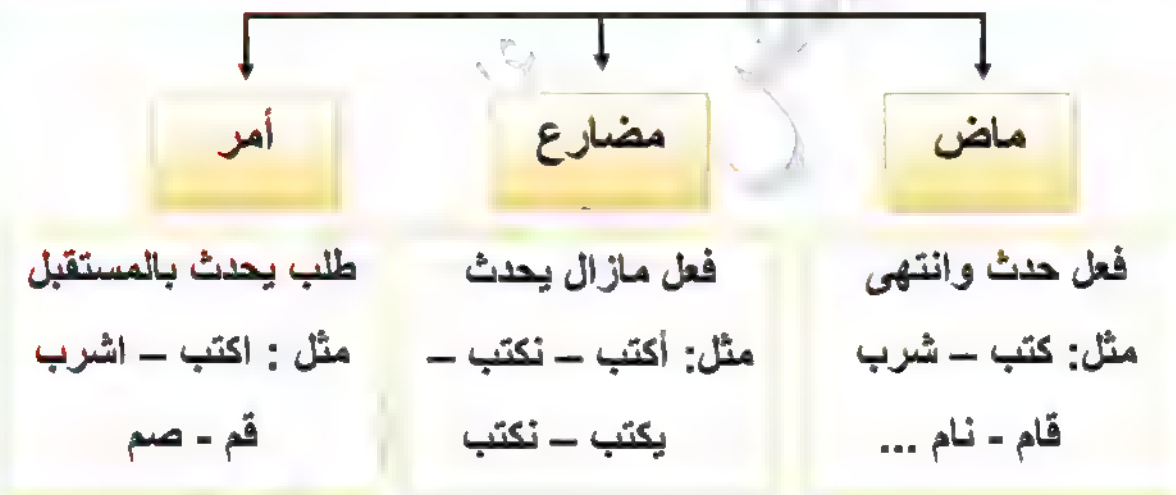 ماض
فعل حدث وانتهى
مثل: كتب – شرب
قام - نام ...
مضارع
فعل مازال يحدث
مثل: أكتب – نكتب –
يكتب – نكتب
أمر
طلب يحدث بالمستقبل
مثل : اكتب – اشرب
قم - صم